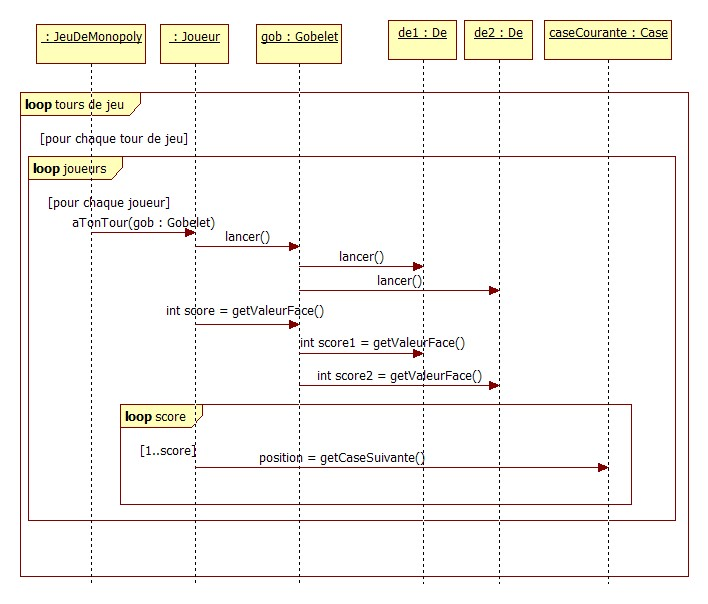 : JeuDeMonopoly
: Joueur
gob : Gobelet
de1 : De
de2 : De
caseCourante : Case
loop tours de jeu
[pour chaque tour de jeu]
loop joueurs
[pour chaque joueur]
aTonTour(gob : Gobelet)
lancer()
lancer()
lancer()
int score = getValeurFace()
int score1 = getValeurFace()
int score2 = getValeurFace()
loop score
[1..score]
position = getCaseSuivante()